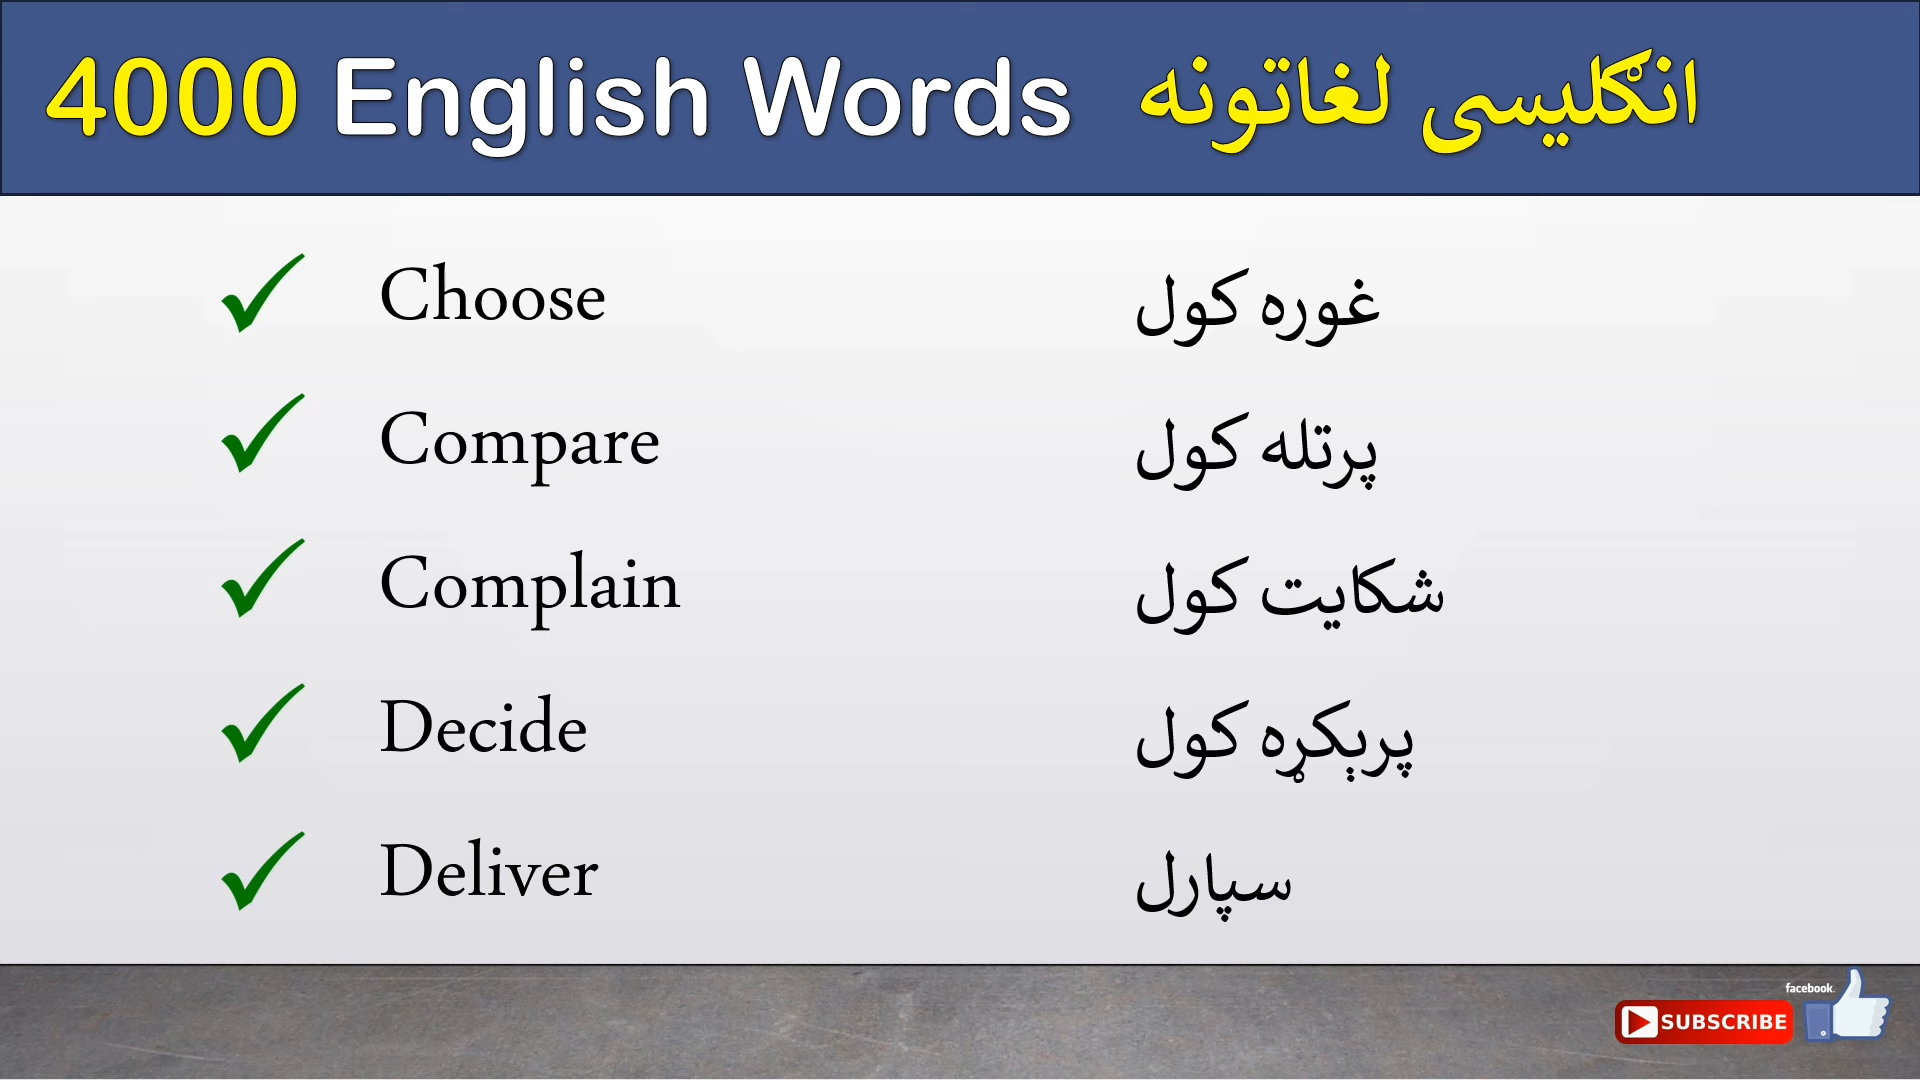 4000 English Words انګلیسی لغاتونه
Choose غوره کول
Compare پرتله کول
Complain شکایت کول
Decide پرېکړه کول
Deliver سپارل
facebook.
SUBSCRIBE